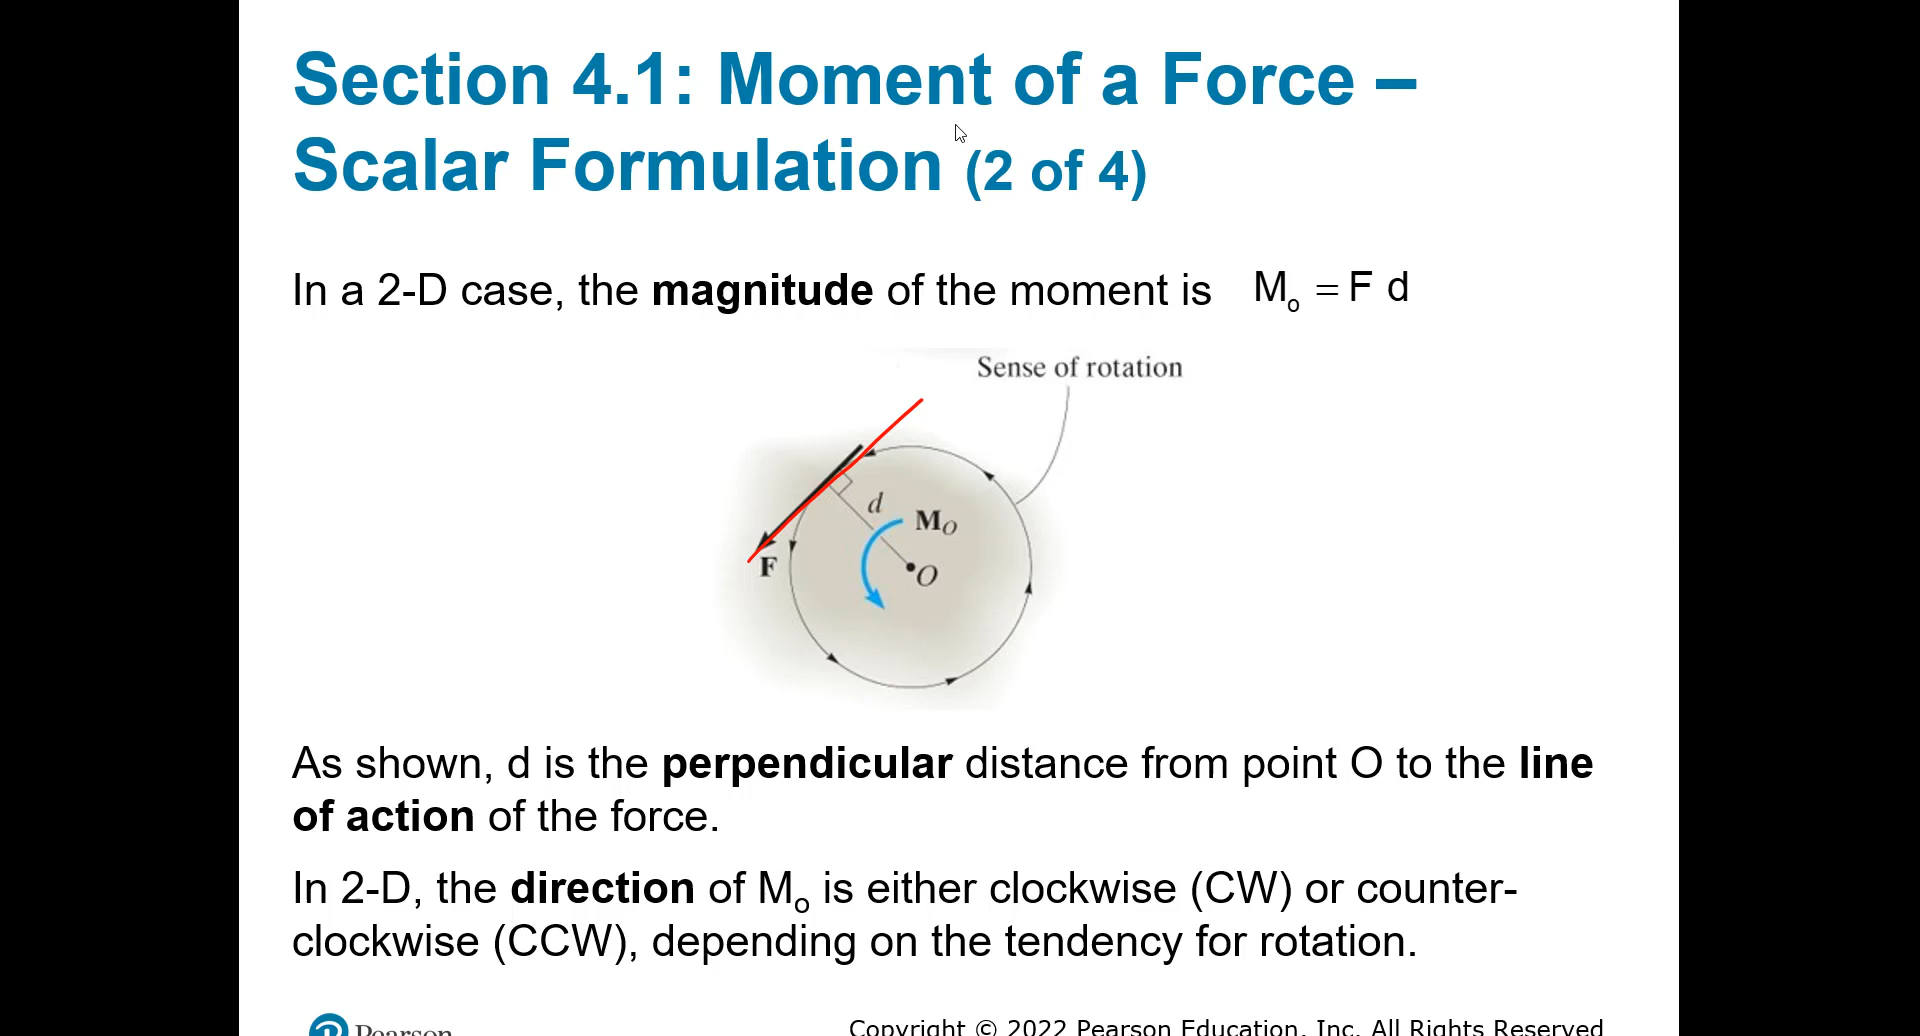 Section 4.1: Moment of a Force –
Scalar Formulation (2 of 4)
In a 2-D case, the magnitude of the moment is Mo = F d
Sense of rotation
d
MO
F
O
As shown, d is the perpendicular distance from point O to the line
of action of the force.
In 2-D, the direction of Mo is either clockwise (CW) or counter-
clockwise (CCW), depending on the tendency for rotation.
Pearson
Copyright © 2022 Pearson Education, Inc. All Rights Reserved